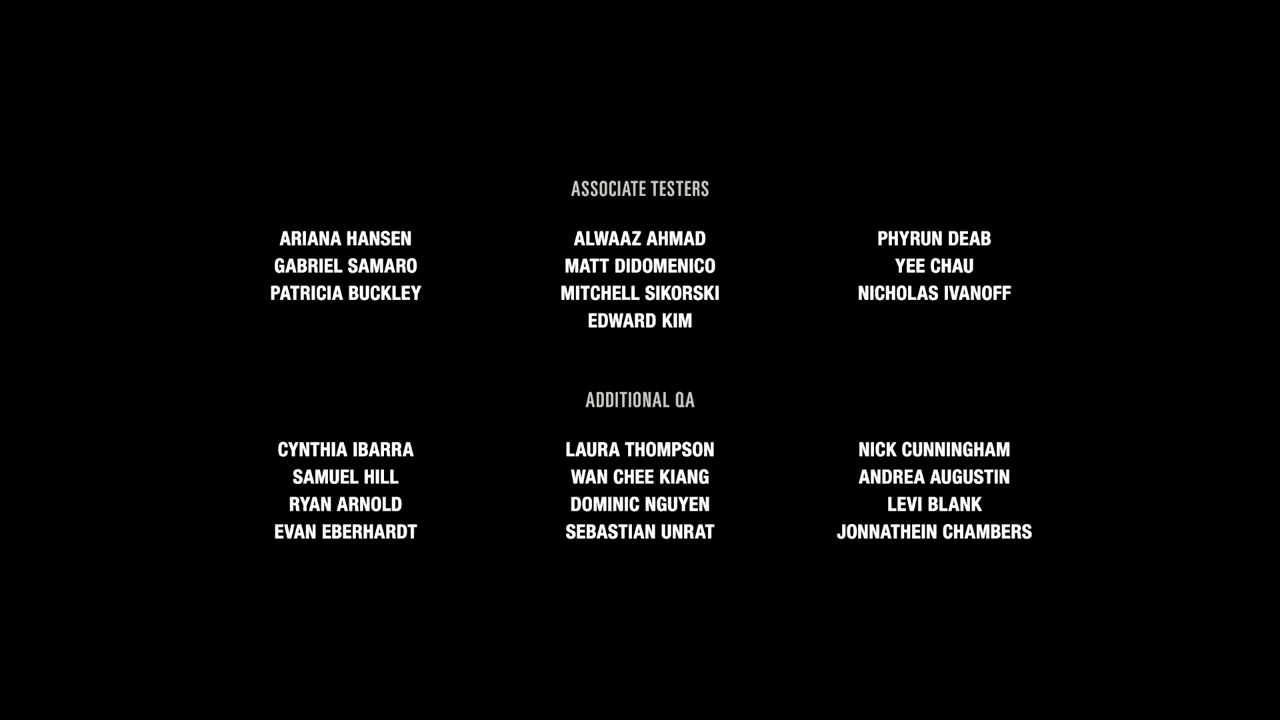 ASSOCIATE TESTERS
ARIANA HANSEN ALWAAZ AHMAD PHYRUN DEAB
GABRIEL SAMARO MATT DIDOMENICO YEE CHAU
PATRICIA BUCKLEY MITCHELL SIKORSKI NICHOLAS IVANOFF
EDWARD KIM
ADDITIONAL QA
CYNTHIA IBARRA LAURA THOMPSON NICK CUNNINGHAM
SAMUEL HILL WAN CHEE KIANG ANDREA AUGUSTIN
RYAN ARNOLD DOMINIC NGUYEN LEVI BLANK
EVAN EBERHARDT SEBASTIAN UNRAT JONNATHEIN CHAMBERS